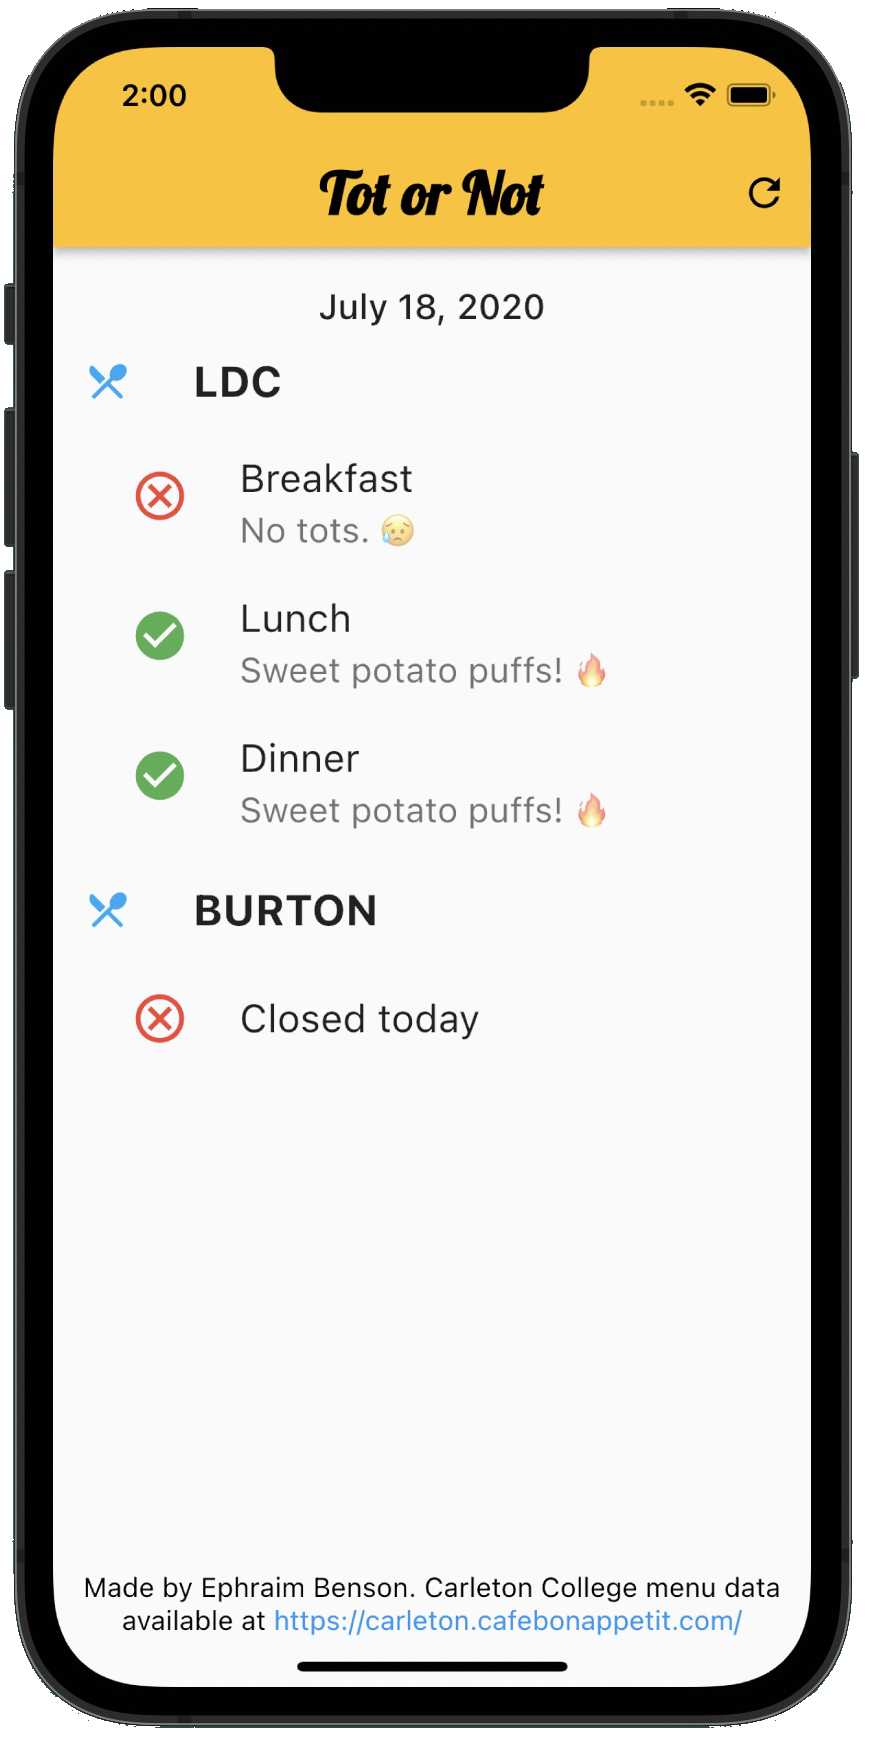 2:00
Tot or Not
July 18, 2020
LDC
Breakfast
No tots. 😥
Lunch
Sweet potato puffs! 🔥
Dinner
Sweet potato puffs! 🔥
BURTON
Closed today
Made by Ephraim Benson. Carleton College menu data
available at https://carleton.cafebonappetit.com/